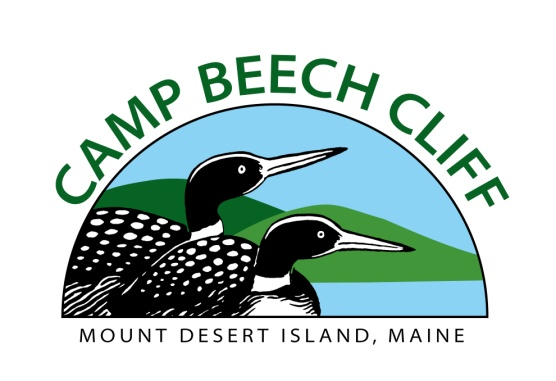 CAMP BEECH CLIFF
MOUNT DESERT ISLAND, MAINE